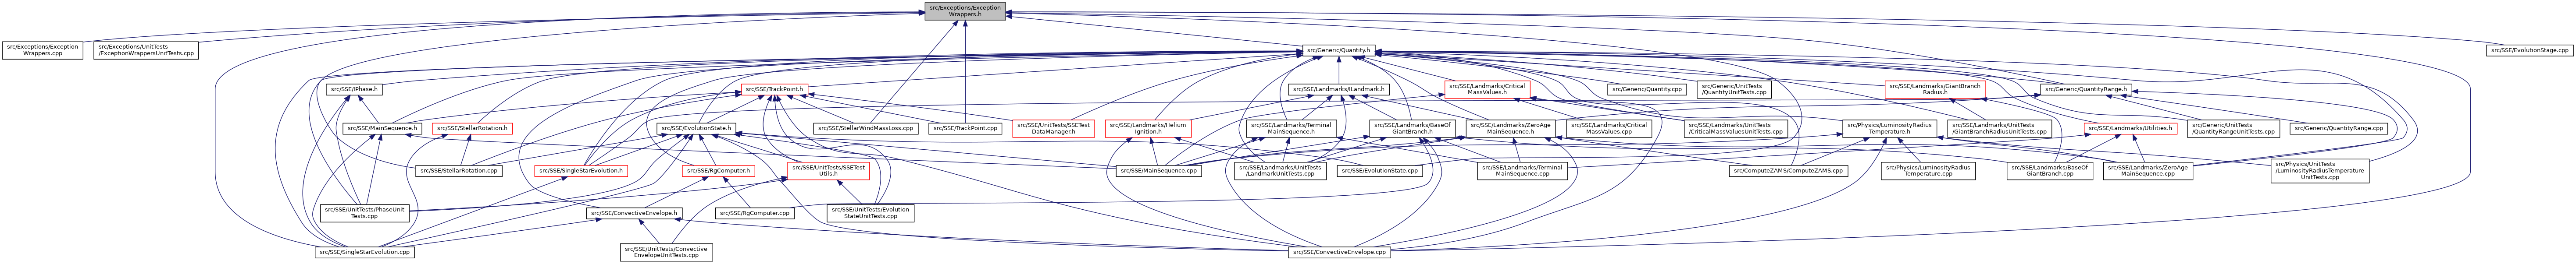 src/Exceptions/Exception
Wrappers.h
src/Exceptions/Exception
Wrappers.cpp
src/Exceptions/UnitTests
/ExceptionWrappersUnitTests.cpp
src/Generic/Quantity.h
src/SSE/EvolutionStage.cpp
src/SSE/IPhase.h
src/SSE/TrackPoint.h
src/SSE/Landmarks/ILandmark.h
src/SSE/Landmarks/Critical
MassValues.h
src/Generic/Quantity.cpp
src/Generic/UnitTests
/QuantityUnitTests.cpp
src/SSE/Landmarks/GiantBranch
Radius.h
src/Generic/QuantityRange.h
src/SSE/MainSequence.h
src/SSE/StellarRotation.h
src/SSE/EvolutionState.h
src/SSE/StellarWindMassLoss.cpp
src/SSE/TrackPoint.cpp
src/SSE/UnitTests/SSETest
DataManager.h
src/SSE/Landmarks/Helium
Ignition.h
src/SSE/Landmarks/Terminal
MainSequence.h
src/SSE/Landmarks/BaseOf
GiantBranch.h
src/SSE/Landmarks/ZeroAge
MainSequence.h
src/SSE/Landmarks/Critical
MassValues.cpp
src/SSE/Landmarks/UnitTests
/CriticalMassValuesUnitTests.cpp
src/Physics/LuminosityRadius
Temperature.h
src/SSE/Landmarks/UnitTests
/GiantBranchRadiusUnitTests.cpp
src/SSE/Landmarks/Utilities.h
src/Generic/UnitTests
/QuantityRangeUnitTests.cpp
src/Generic/QuantityRange.cpp
src/SSE/StellarRotation.cpp
src/SSE/SingleStarEvolution.h
src/SSE/RgComputer.h
src/SSE/UnitTests/SSETest
Utils.h
src/SSE/MainSequence.cpp
src/SSE/Landmarks/UnitTests
/LandmarkUnitTests.cpp
src/SSE/EvolutionState.cpp
src/SSE/Landmarks/Terminal
MainSequence.cpp
src/ComputeZAMS/ComputeZAMS.cpp
src/Physics/LuminosityRadius
Temperature.cpp
src/SSE/Landmarks/BaseOf
GiantBranch.cpp
src/SSE/Landmarks/ZeroAge
MainSequence.cpp
src/Physics/UnitTests
/LuminosityRadiusTemperature
UnitTests.cpp
src/SSE/UnitTests/PhaseUnit
Tests.cpp
src/SSE/ConvectiveEnvelope.h
src/SSE/RgComputer.cpp
src/SSE/UnitTests/Evolution
StateUnitTests.cpp
src/SSE/SingleStarEvolution.cpp
src/SSE/UnitTests/Convective
EnvelopeUnitTests.cpp
src/SSE/ConvectiveEnvelope.cpp